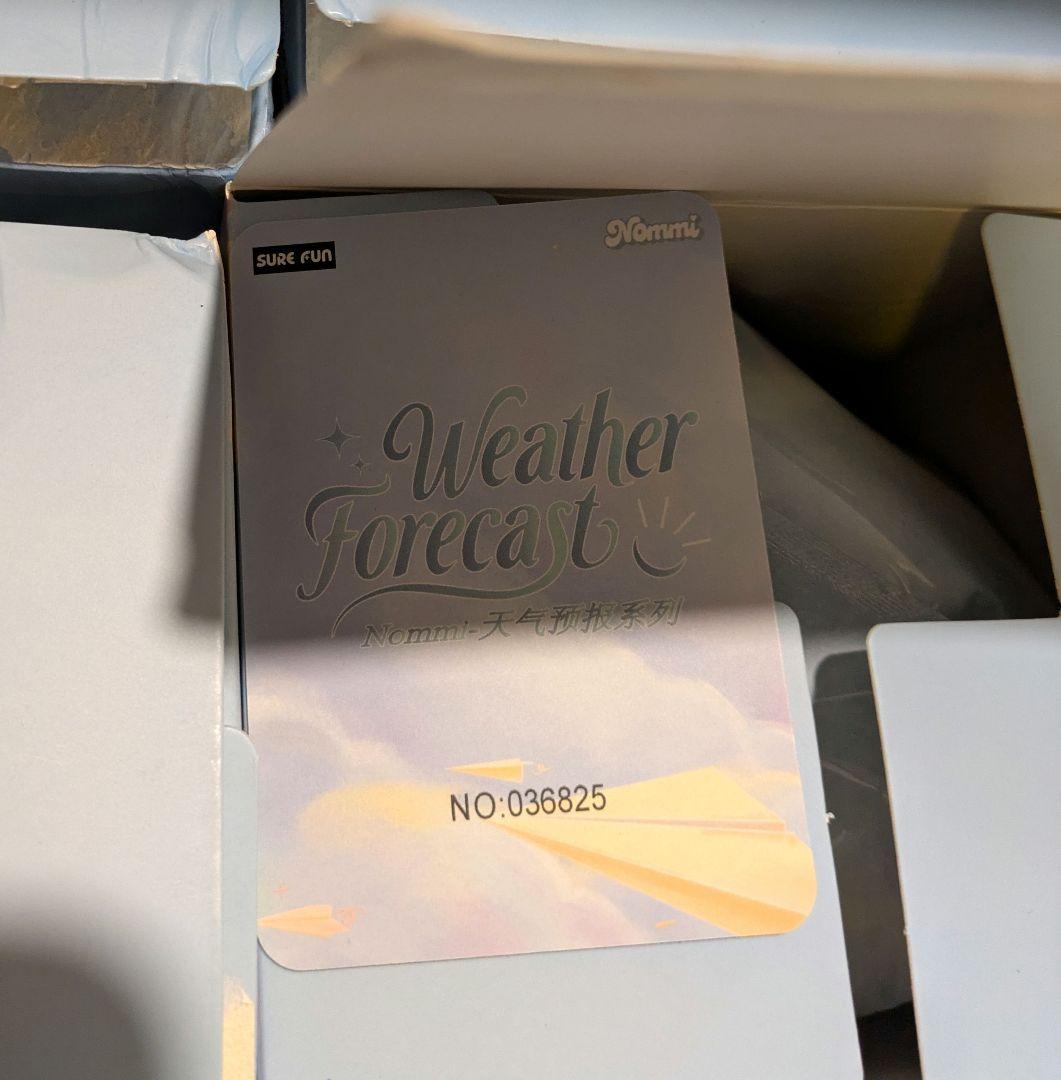 SURE FUN
Nommi
Weather
Forecast
Nommi-天气预报系列
NO:036825